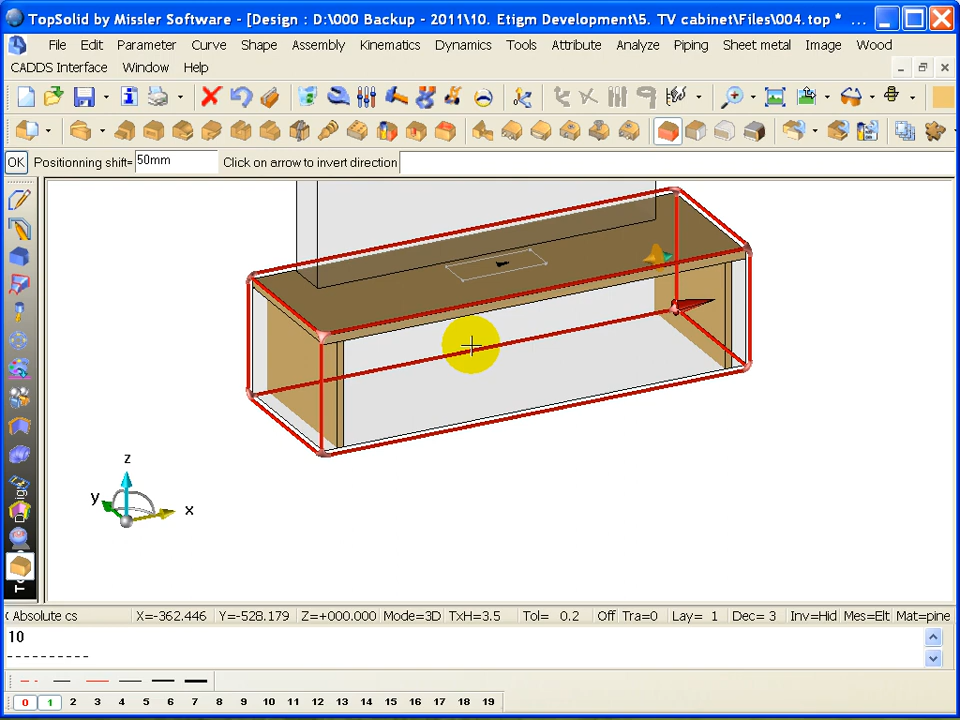 TopSolid by Missler Software - [Design : D:\000 Backup - 2011\10. Etigm Development\5. TV cabinet\Files\004.top * ...
File Edit Parameter Curve Shape Assembly Kinematics Dynamics Tools Attribute Analyze Piping Sheet metal Image Wood
CADDS Interface Window Help
OK Positionning shift= 50mm Click on arrow to invert direction
z
y
x
Absolute cs X=-362.446 Y=-528.179 Z=+000.000 Mode=3D TxH=3.5 Tol= 0.2 Off Tra=0 Lay= 1 Dec= 3 Inv=Hid Mes=Elt Mat=pine
10
----------
0 1 2 3 4 5 6 7 8 9 10 11 12 13 14 15 16 17 18 19